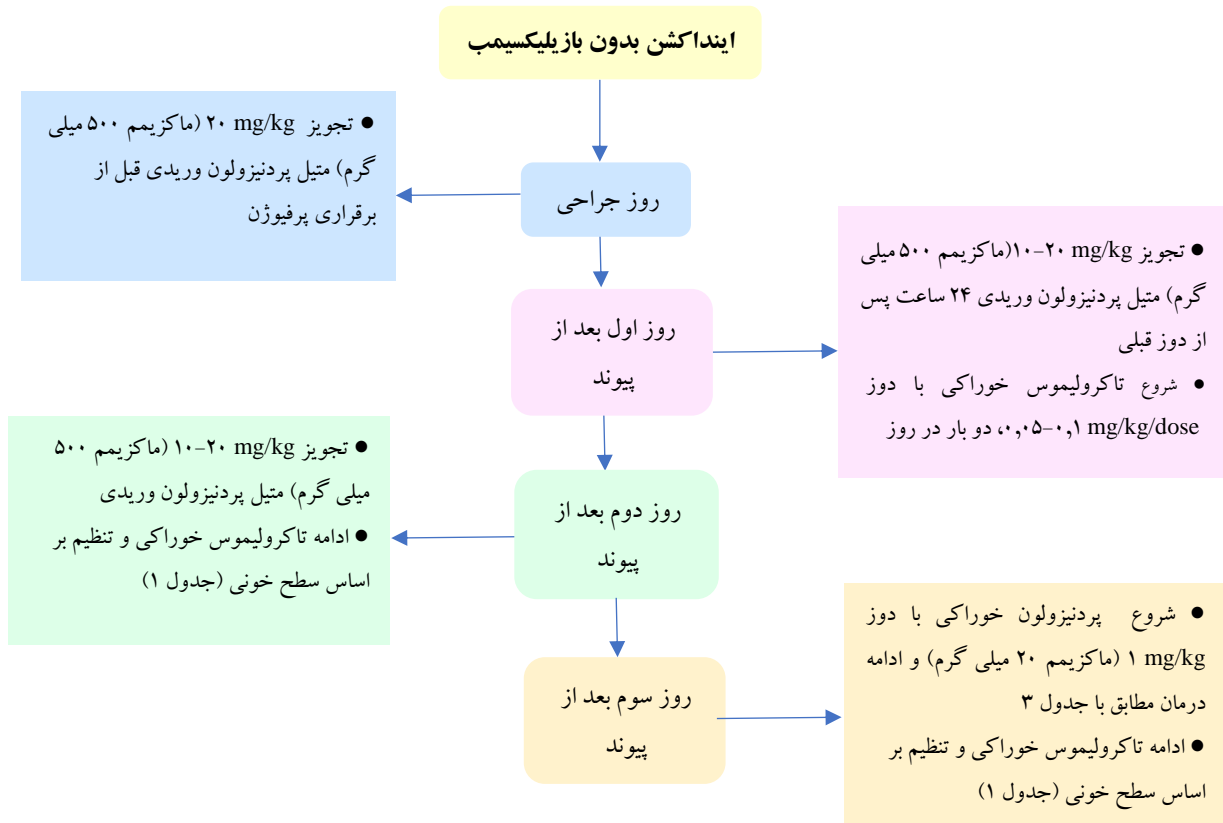 اینداکشن بدون بازیلیکسیمب
روز جراحی
● تجویز ۲۰ mg/kg (ماکزیمم ۵۰۰ میلی
گرم) متیل پردنیزولون وریدی قبل از
برقراری پرفیوژن
روز اول بعد از
پیوند
● تجویز ۱۰-۲۰ mg/kg(ماکزیمم ۵۰۰ میلی
گرم) متیل پردنیزولون وریدی ۲۴ ساعت پس
از دوز قبلی
● شروع تاکرولیموس خوراکی با دوز
۰,۰۵-۰,۱ mg/kg/dose، دو بار در روز
روز دوم بعد از
پیوند
● تجویز ۱۰-۲۰ mg/kg (ماکزیمم ۵۰۰
میلی گرم) متیل پردنیزولون وریدی
● ادامه تاکرولیموس خوراکی و تنظیم بر
اساس سطح خونی (جدول ۱)
روز سوم بعد از
پیوند
● شروع پردنیزولون خوراکی با دوز
۱ mg/kg (ماکزیمم ۲۰ میلی گرم) و ادامه
درمان مطابق با جدول ۳
● ادامه تاکرولیموس خوراکی و تنظیم بر
اساس سطح خونی (جدول ۱)